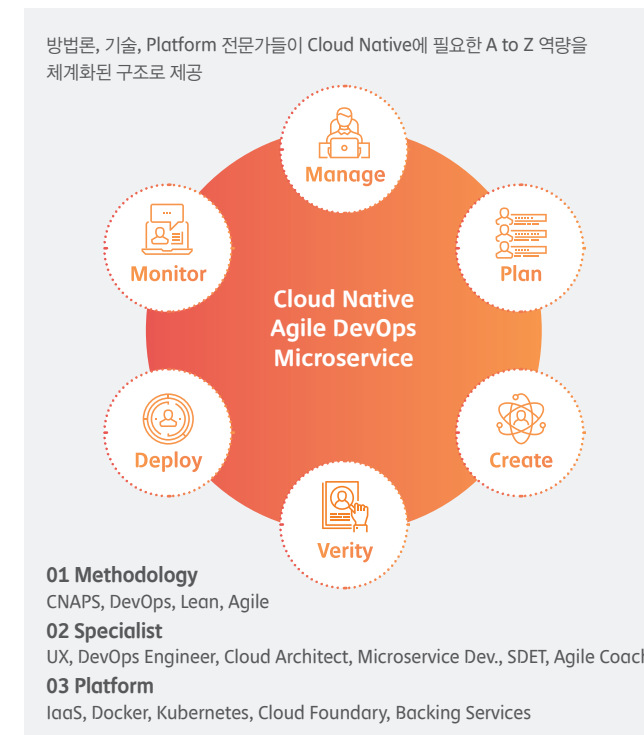 방법론, 기술, Platform 전문가들이 Cloud Native에 필요한 A to Z 역량을
체계화된 구조로 제공
Manage
Monitor
Plan
Cloud Native
Agile DevOps
Microservice
Deploy
Create
Verity
01 Methodology
CNAPS, DevOps, Lean, Agile
02 Specialist
UX, DevOps Engineer, Cloud Architect, Microservice Dev., SDET, Agile Coach
03 Platform
IaaS, Docker, Kubernetes, Cloud Foundary, Backing Services